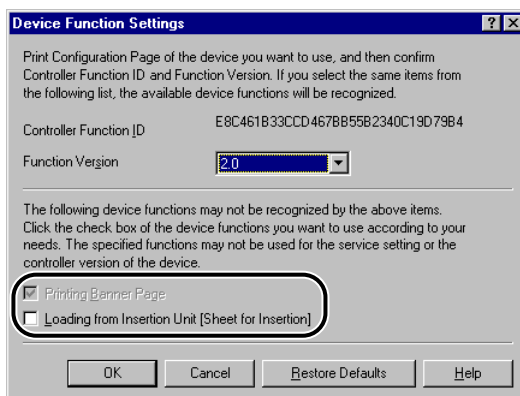 Device Function Settings
Print Configuration Page of the device you want to use, and then confirm
Controller Function ID and Function Version. If you select the same items from
the following list, the available device functions will be recognized.
Controller Function ID E8C461B33CCD467BB55B2340C19D79B4
Function Version 2.0
The following device functions may not be recognized by the above items.
Click the check box of the device functions you want to use according to your
needs. The specified functions may not be used for the service setting or the
controller version of the device.
Printing Banner Page
Loading from Insertion Unit [Sheet for Insertion]
OK Cancel Restore Defaults Help